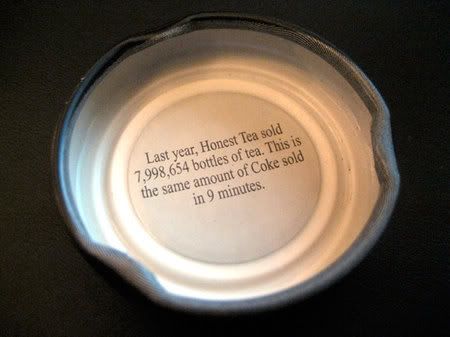 Last year, Honest Tea sold
7,998,654 bottles of tea. This is
the same amount of Coke sold
in 9 minutes.